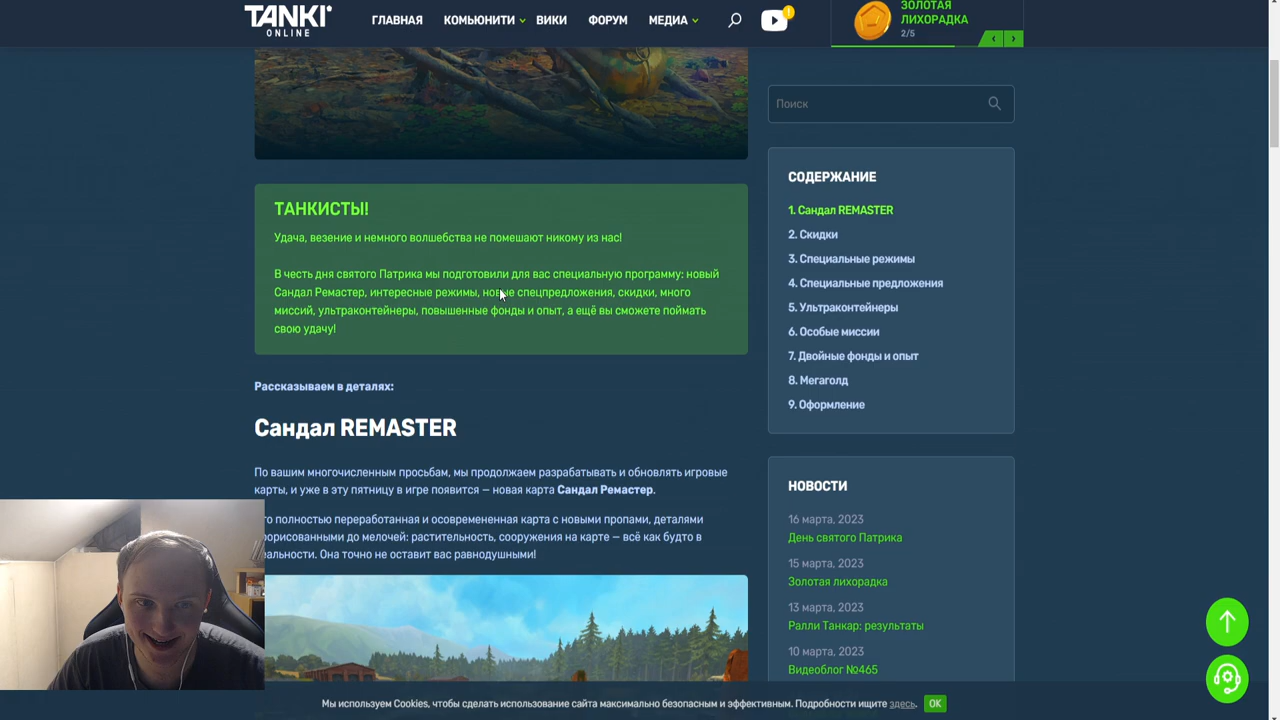 TANKI
ONLINE
ГЛАВНАЯ
КОМЬЮНИТИ
ВИКИ
ФОРУМ
МЕДИА
1
ЗОЛОТАЯ
ЛИХОРАДКА
2/5
Поиск
ТАНКИСТЫ!
Удача, везение и немного волшебства не помешают никому из нас!
В честь дня святого Патрика мы подготовили для вас специальную программу: новый
Сандал Ремастер, интересные режимы, новые спецпредложения, скидки, много
миссий, ультраконтейнеры, повышенные фонды и опыт, а ещё вы сможете поймать
свою удачу!
Рассказываем в деталях:
Сандал REMASTER
По вашим многочисленным просьбам, мы продолжаем разрабатывать и обновлять игровые
карты, и уже в эту пятницу в игре появится — новая карта Сандал Ремастер.
полностью переработанная и осовремененная карта с новыми пропами, деталями
всё как будто в
Она точно не оставит вас равнодушными!
СОДЕРЖАНИЕ
1. Сандал REMASTER
2. Скидки
3. Специальные режимы
4. Специальные предложения
5. Ультраконтейнеры
6. Особые миссии
7. Двойные фонды и опыт
8. Мегаголд
9. Оформление
НОВОСТИ
16 марта, 2023
День святого Патрика
15 марта, 2023
Золотая лихорадка
13 марта, 2023
Ралли Танкар: результаты
10 марта, 2023
Видеоблог №465
Мы используем Cookies, чтобы сделать использование сайта максимально безопасным и эффективным. Подробности ищите здесь.
OK